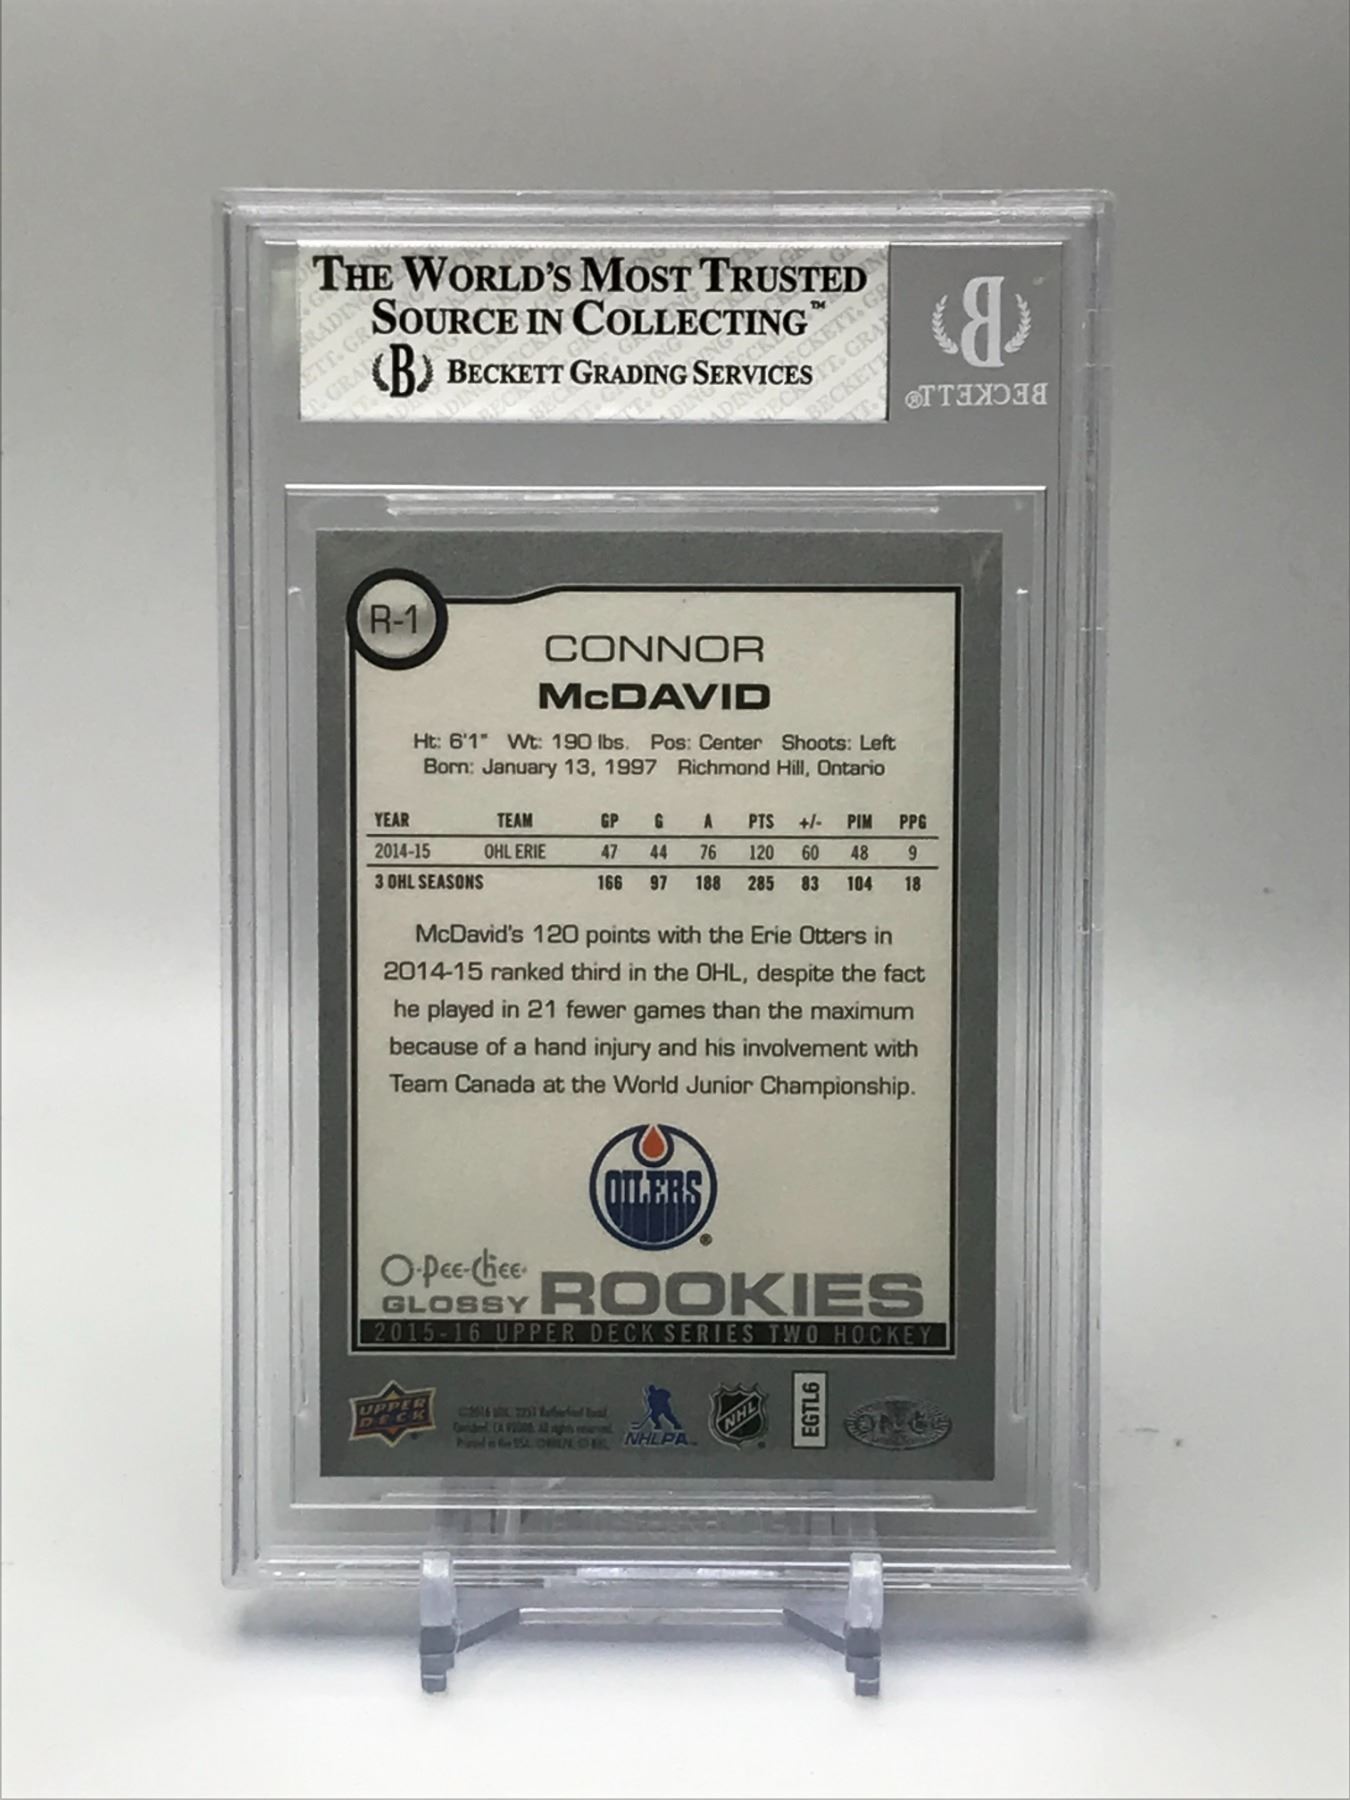 THE WORLD'S MOST TRUSTED
SOURCE IN COLLECTING™
B BECKETT GRADING SERVICES
B
BECKETT®
R-1
CONNOR
McDAVID
Ht: 6'1" Wt: 190 lbs. Pos: Center Shoots: Left
Born: January 13, 1997 Richmond Hill, Ontario
YEAR TEAM GP G A PTS +/- PIM PPG
2014-15 OHL ERIE 47 44 76 120 60 48 9
3 OHL SEASONS 166 97 188 285 83 104 18
McDavid's 120 points with the Erie Otters in
2014-15 ranked third in the OHL, despite the fact
he played in 21 fewer games than the maximum
because of a hand injury and his involvement with
Team Canada at the World Junior Championship.
OILERS®
O-Pee-Chee
GLOSSY ROOKIES
2015-16 UPPER DECK SERIES TWO HOCKEY
UPPER
DECK
NHLPA
NHL
EGTL6